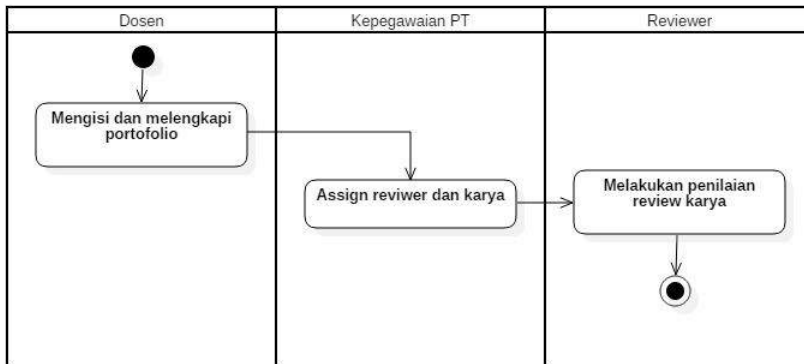 Dosen
Kepegawaian PT
Reviewer
Mengisi dan melengkapi
portofolio
Assign reviwer dan karya
Melakukan penilaian
review karya